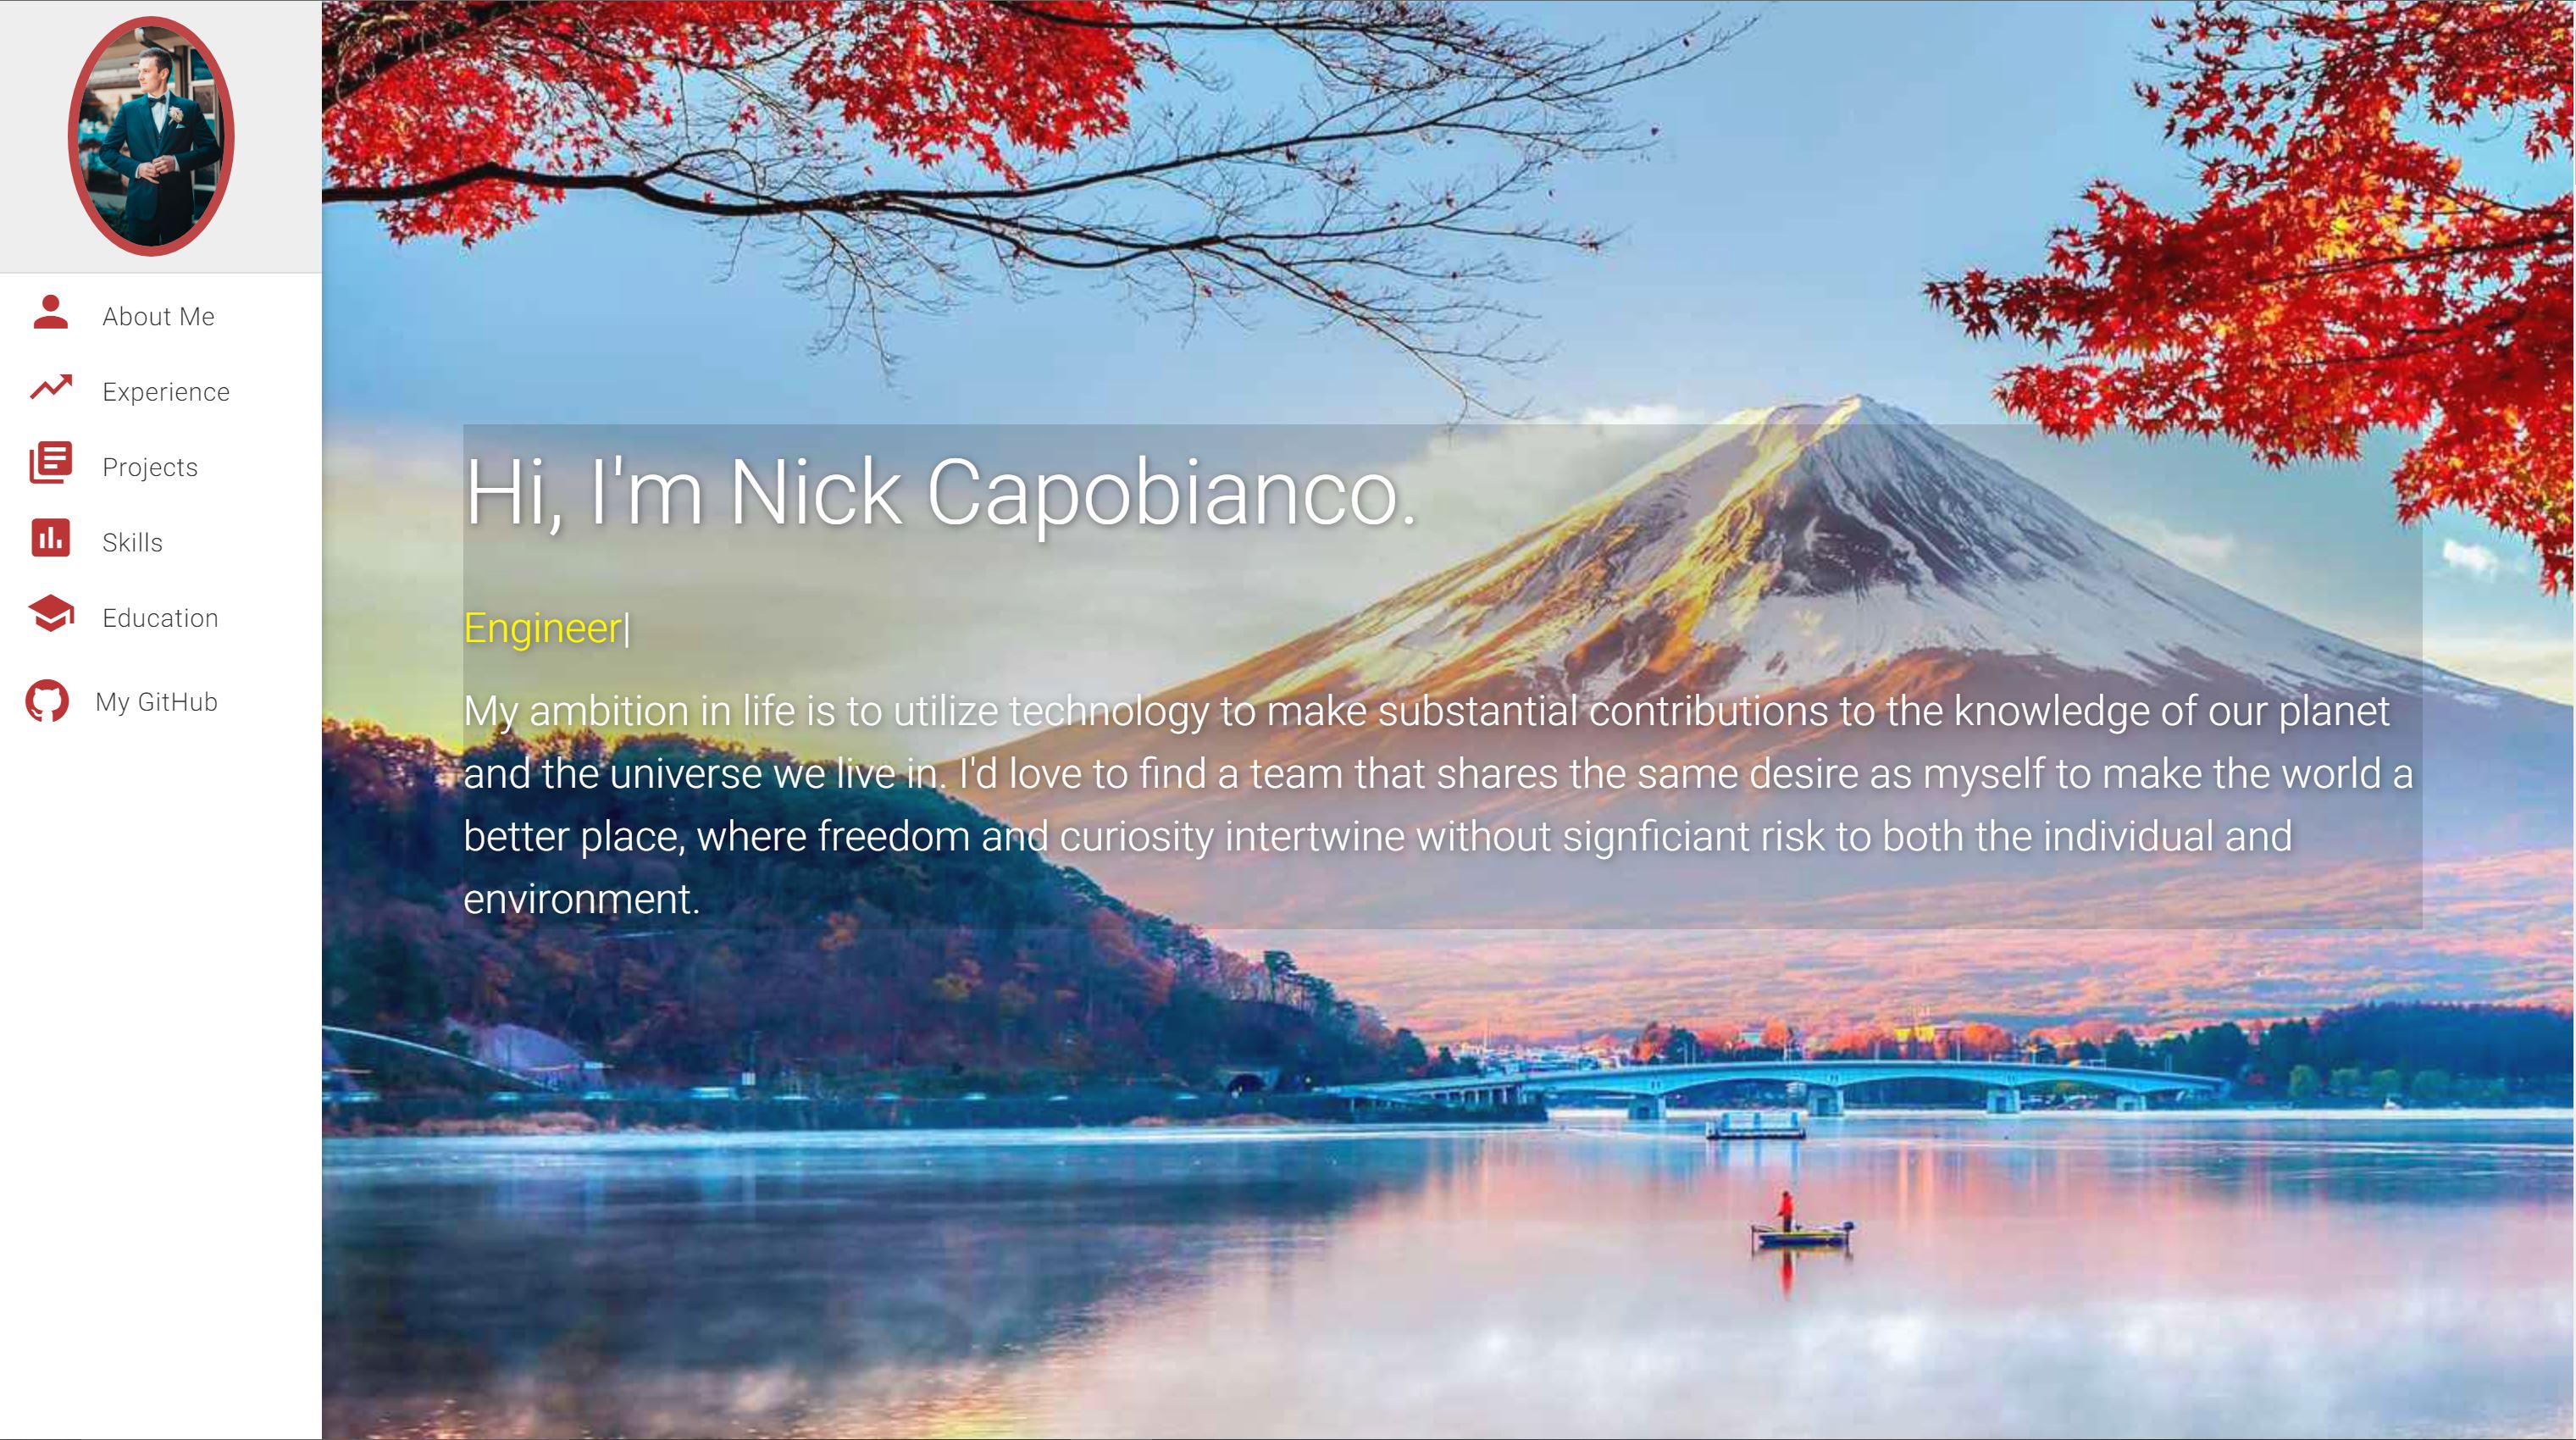 About Me
Experience
Projects
Skills
Education
My GitHub
Hi, I'm Nick Capobianco.
Engineer|
My ambition in life is to utilize technology to make substantial contributions to the knowledge of our planet
and the universe we live in. I'd love to find a team that shares the same desire as myself to make the world a
better place, where freedom and curiosity intertwine without signficiant risk to both the individual and
environment.